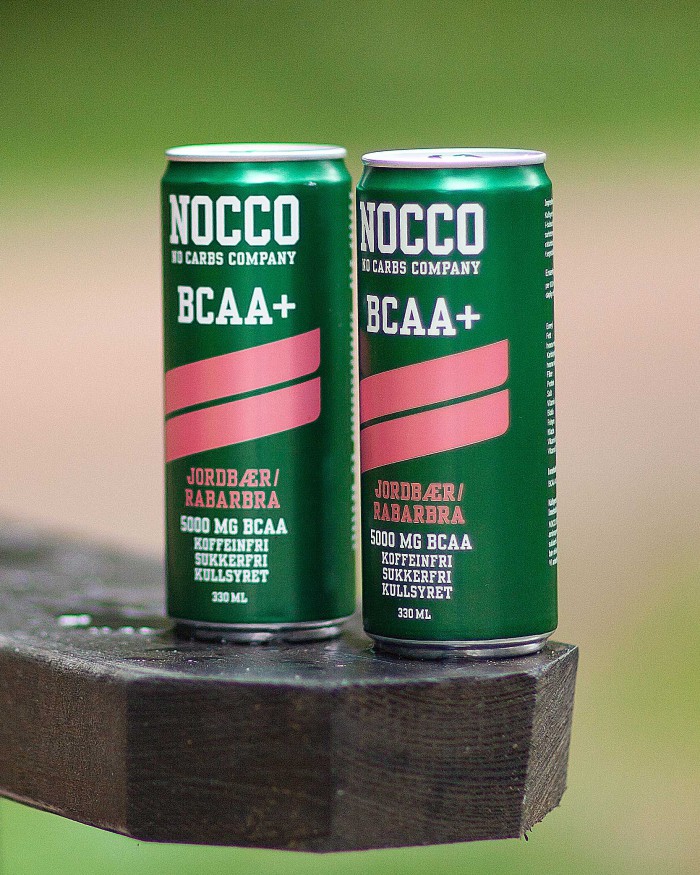 NOCCO
NO CARBS COMPANY
BCAA+
JORDBÆR/
RABARBRA
5000 MG BCAA
KOFFEINFRI
SUKKERFRI
KULLSYRET
330 ML
NOCCO
NO CARBS COMPANY
BCAA+
JORDBÆR/
RABARBRA
5000 MG BCAA
KOFFEINFRI
SUKKERFRI
KULLSYRET
330 ML